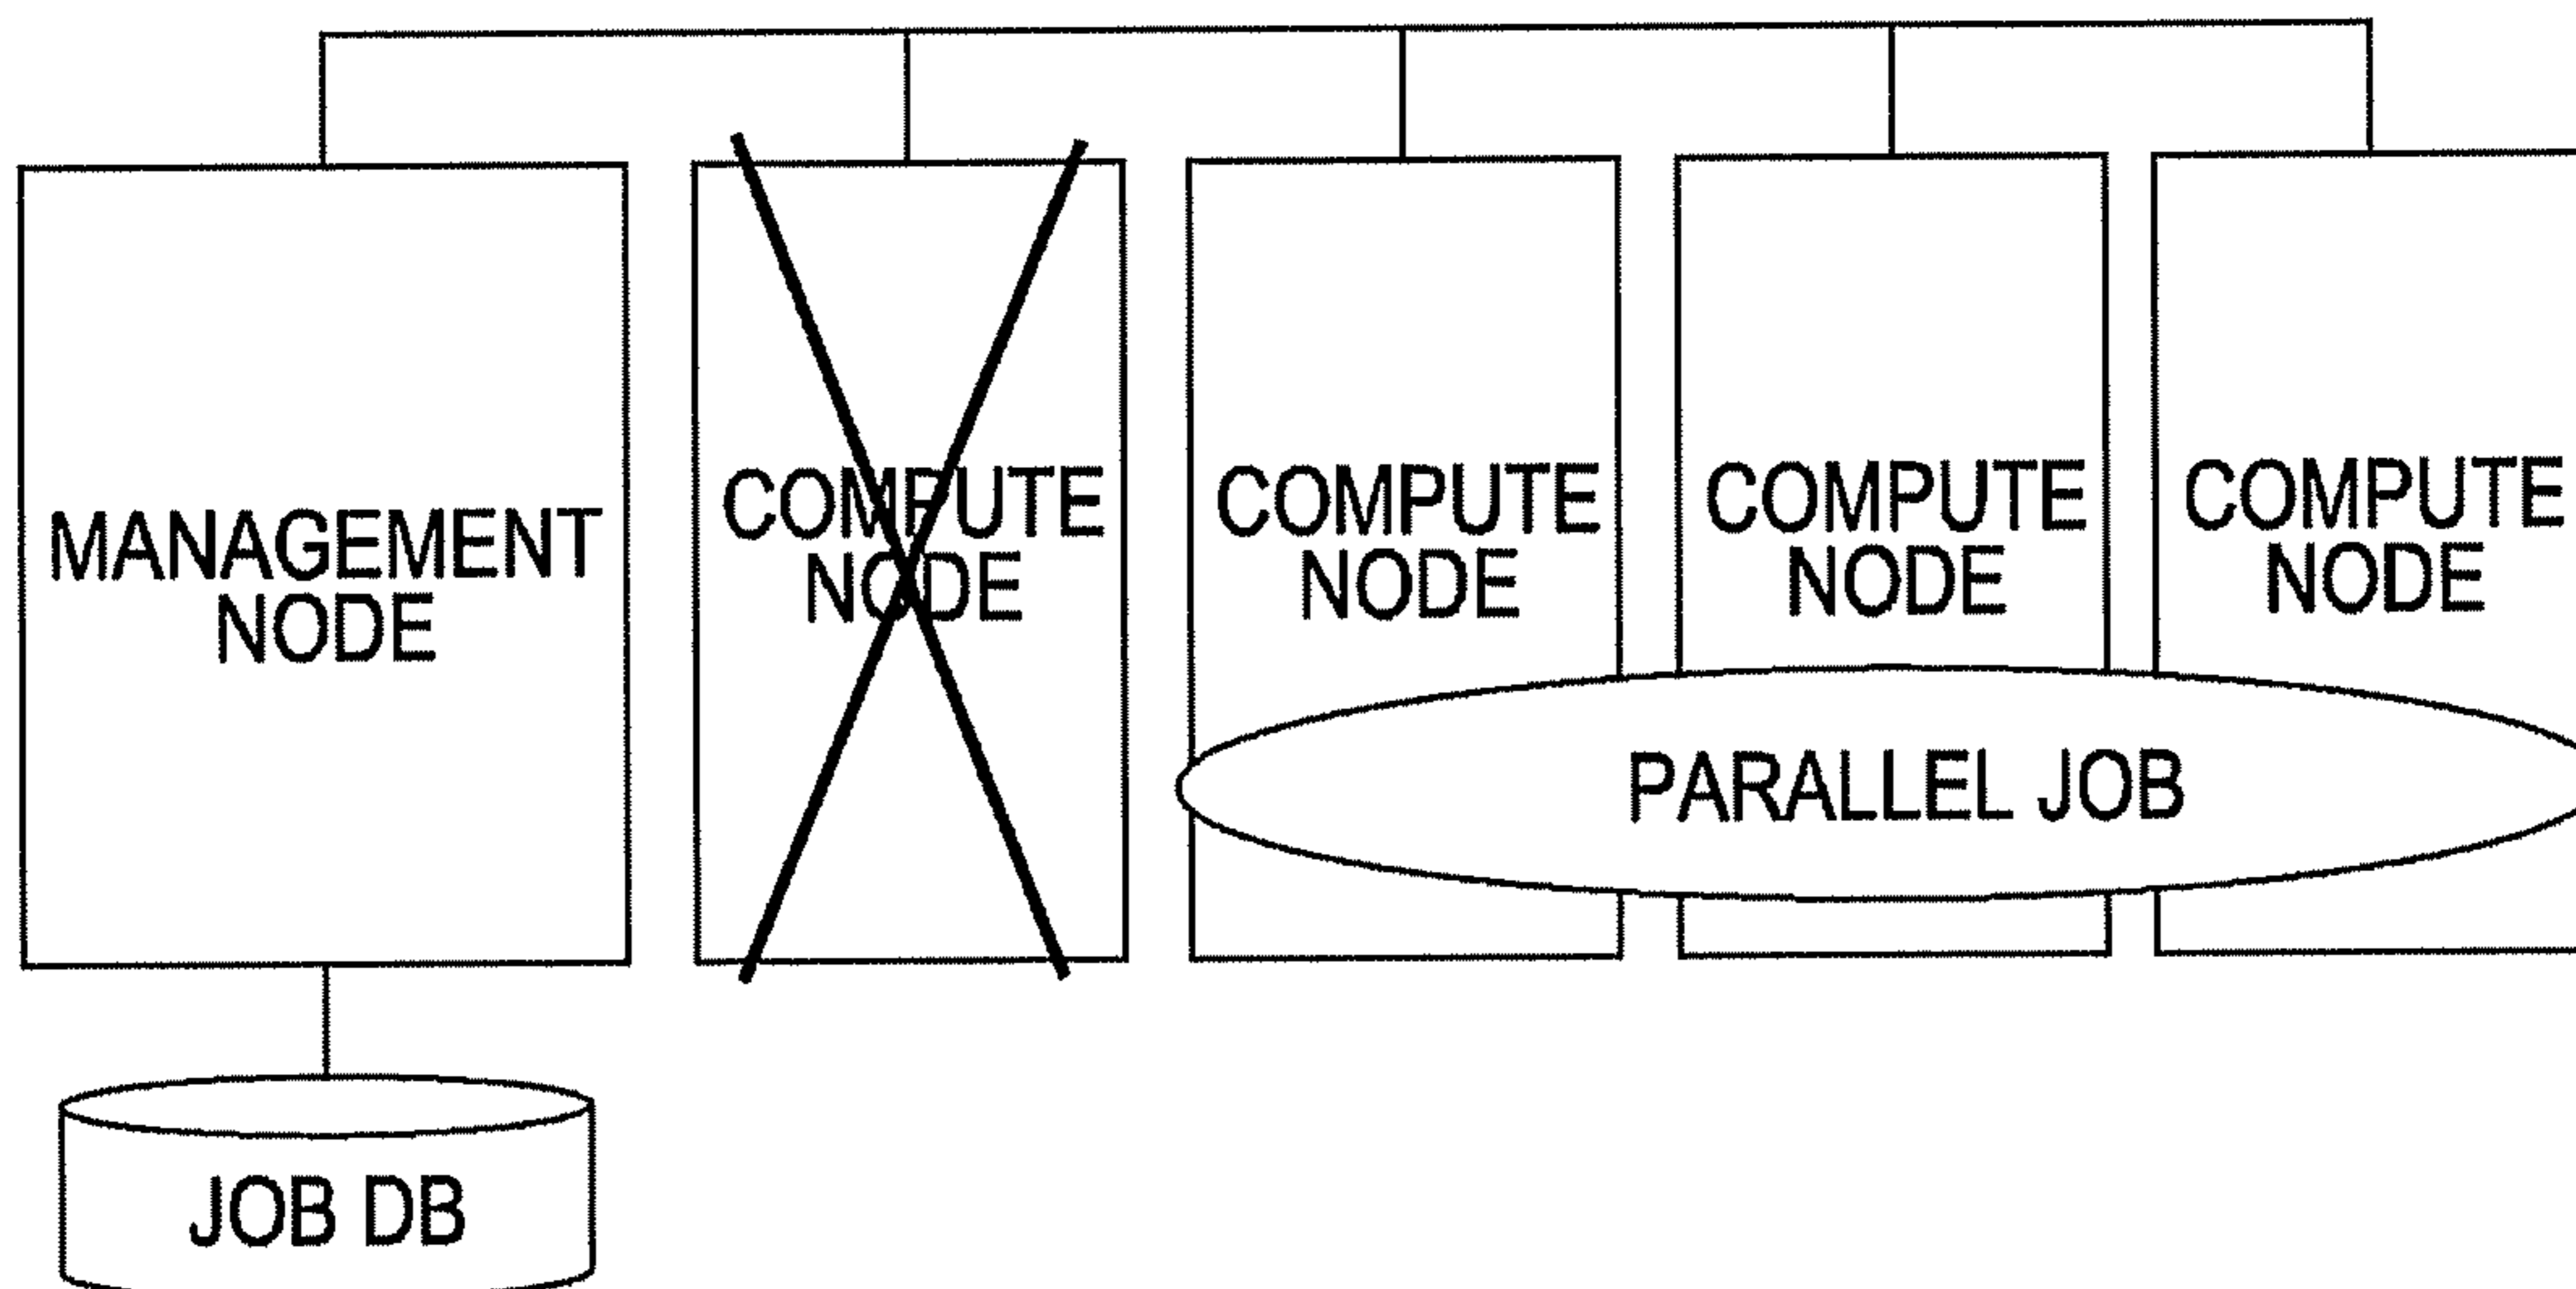 MANAGEMENT
NODE
COMPUTE
NODE
COMPUTE
NODE
COMPUTE
NODE
COMPUTE
NODE
PARALLEL JOB
JOB DB